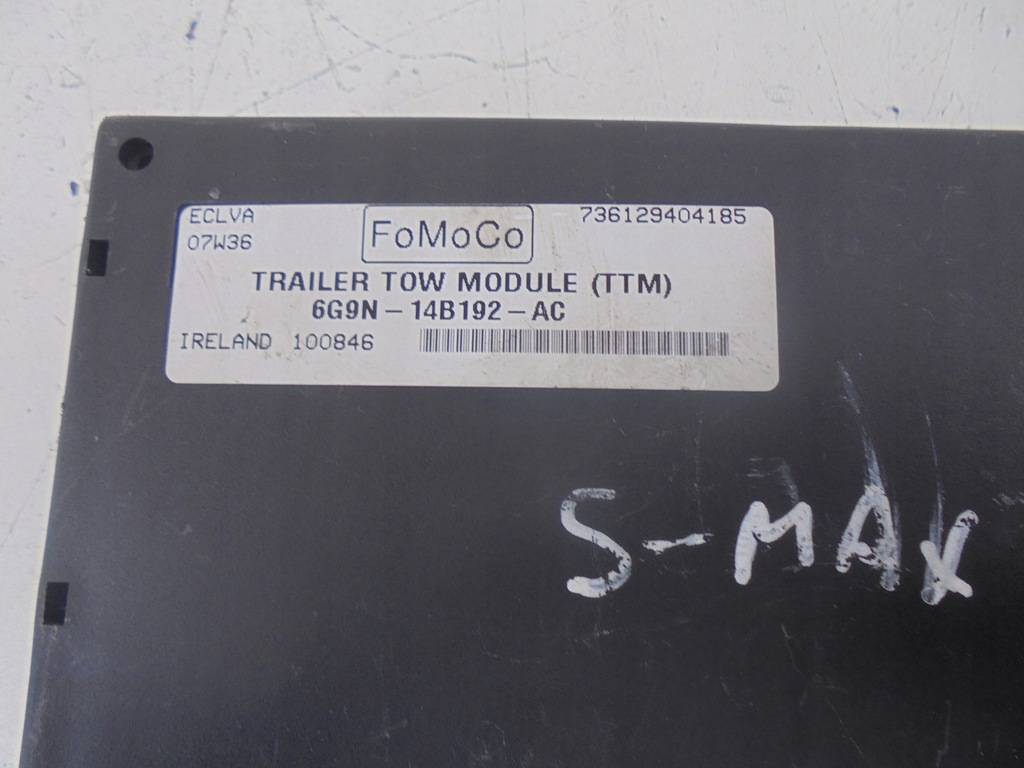 ECLVA
07W36
FoMoCo
736129404185
TRAILER TOW MODULE (TTM)
6G9N-14B192-AC
IRELAND 100846
S-MAX